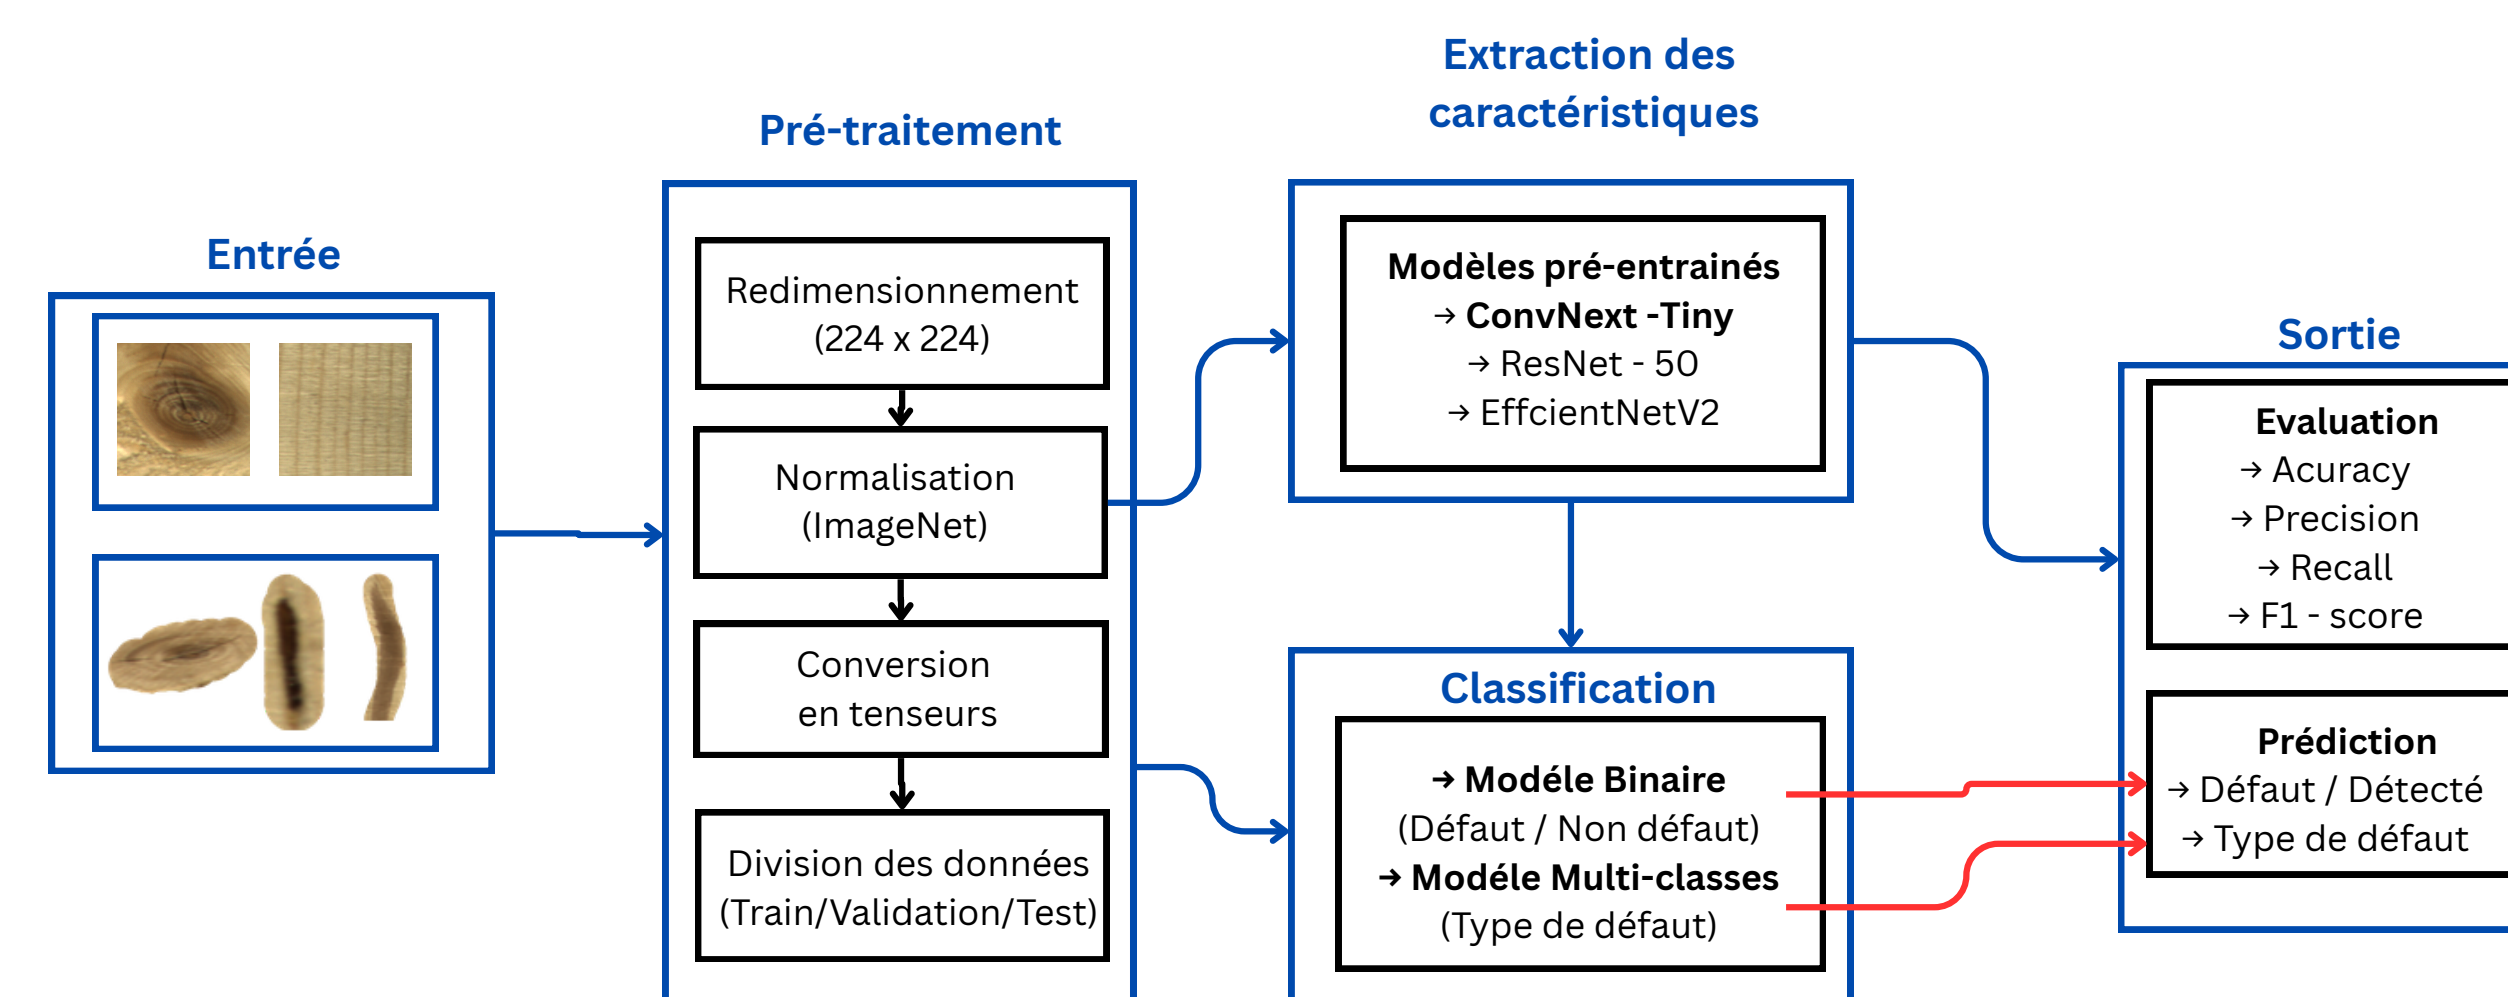 Entrée
Pré-traitement
Redimensionnement
(224 x 224)
Normalisation
(ImageNet)
Conversion
en tenseurs
Division des données
(Train/Validation/Test)
Extraction des
caractéristiques
Modèles pré-entrainés
→ ConvNext -Tiny
→ ResNet - 50
→ EffcientNetV2
Classification
→ Modéle Binaire
(Défaut / Non défaut)
→ Modéle Multi-classes
(Type de défaut)
Sortie
Evaluation
→ Acuracy
→ Precision
→ Recall
→ F1 - score
Prédiction
→ Défaut / Détecté
→ Type de défaut